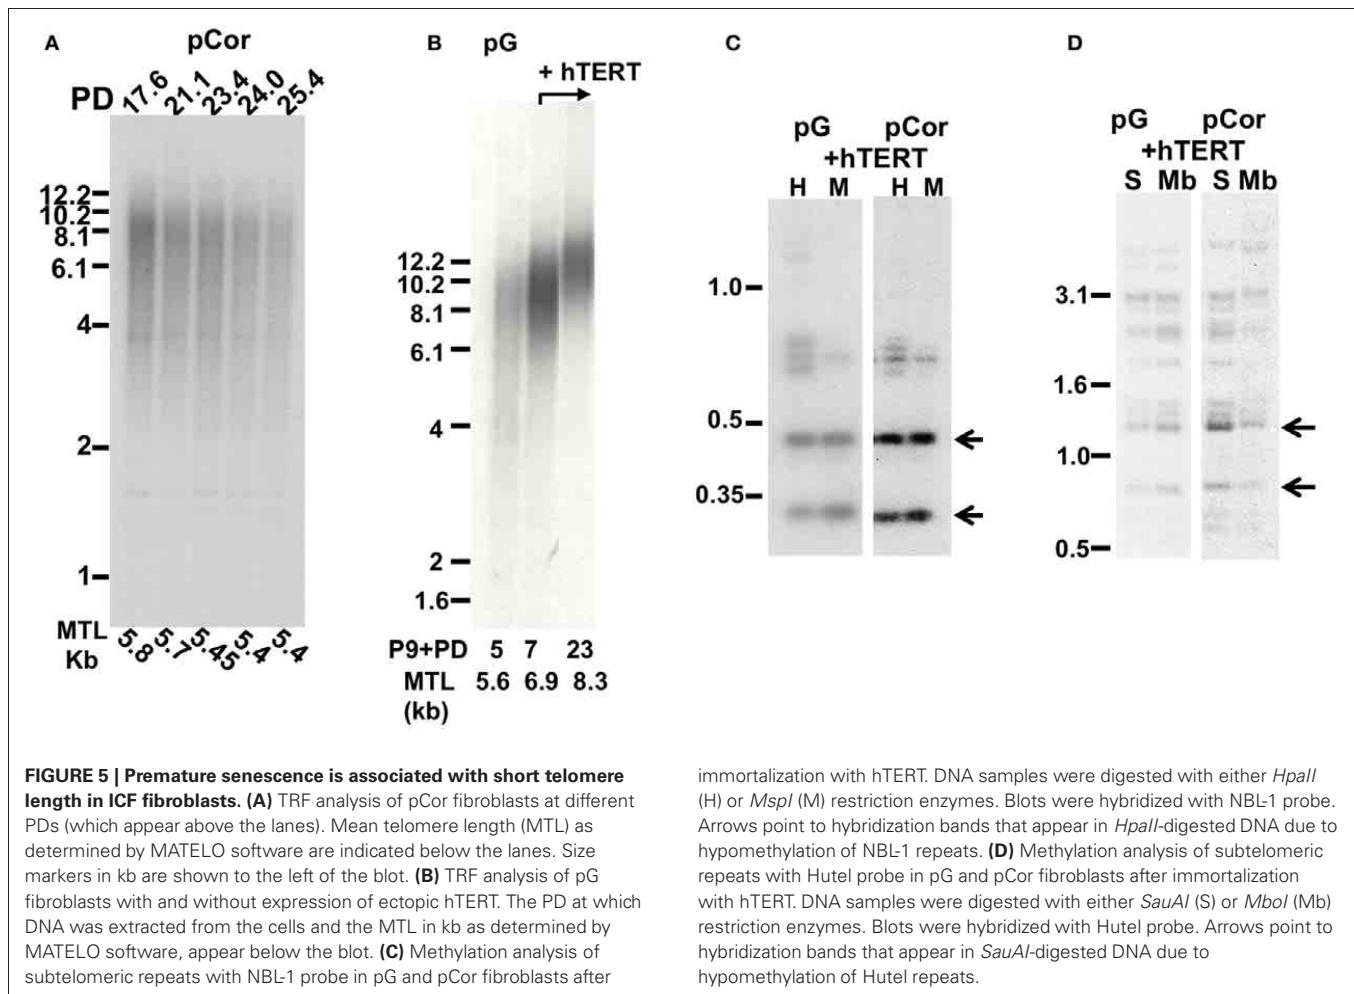 A
pCor
PD
17.6 21.1 23.4 24.0 25.4
12.2
10.2
8.1
6.1
4
2
1
MTL
Kb
5.8 5.7 5.45 5.4 5.4
B
pG
+ hTERT
12.2
10.2
8.1
6.1
4
2
1.6
P9+PD 5 7 23
MTL 5.6 6.9 8.3
(kb)
C
pG pCor
+hTERT
H M H M
1.0
0.5
0.35
D
pG pCor
+hTERT
S Mb S Mb
3.1
1.6
1.0
0.5
FIGURE 5 | Premature senescence is associated with short telomere
length in ICF fibroblasts. (A) TRF analysis of pCor fibroblasts at different
PDs (which appear above the lanes). Mean telomere length (MTL) as
determined by MATELO software are indicated below the lanes. Size
markers in kb are shown to the left of the blot. (B) TRF analysis of pG
fibroblasts with and without expression of ectopic hTERT. The PD at which
DNA was extracted from the cells and the MTL in kb as determined by
MATELO software, appear below the blot. (C) Methylation analysis of
subtelomeric repeats with NBL-1 probe in pG and pCor fibroblasts after
immortalization with hTERT. DNA samples were digested with either HpaII
(H) or MspI (M) restriction enzymes. Blots were hybridized with NBL-1 probe.
Arrows point to hybridization bands that appear in HpaII-digested DNA due to
hypomethylation of NBL-1 repeats. (D) Methylation analysis of subtelomeric
repeats with Hutel probe in pG and pCor fibroblasts after immortalization
with hTERT. DNA samples were digested with either SauAI (S) or MboI (Mb)
restriction enzymes. Blots were hybridized with Hutel probe. Arrows point to
hybridization bands that appear in SauAI-digested DNA due to
hypomethylation of Hutel repeats.